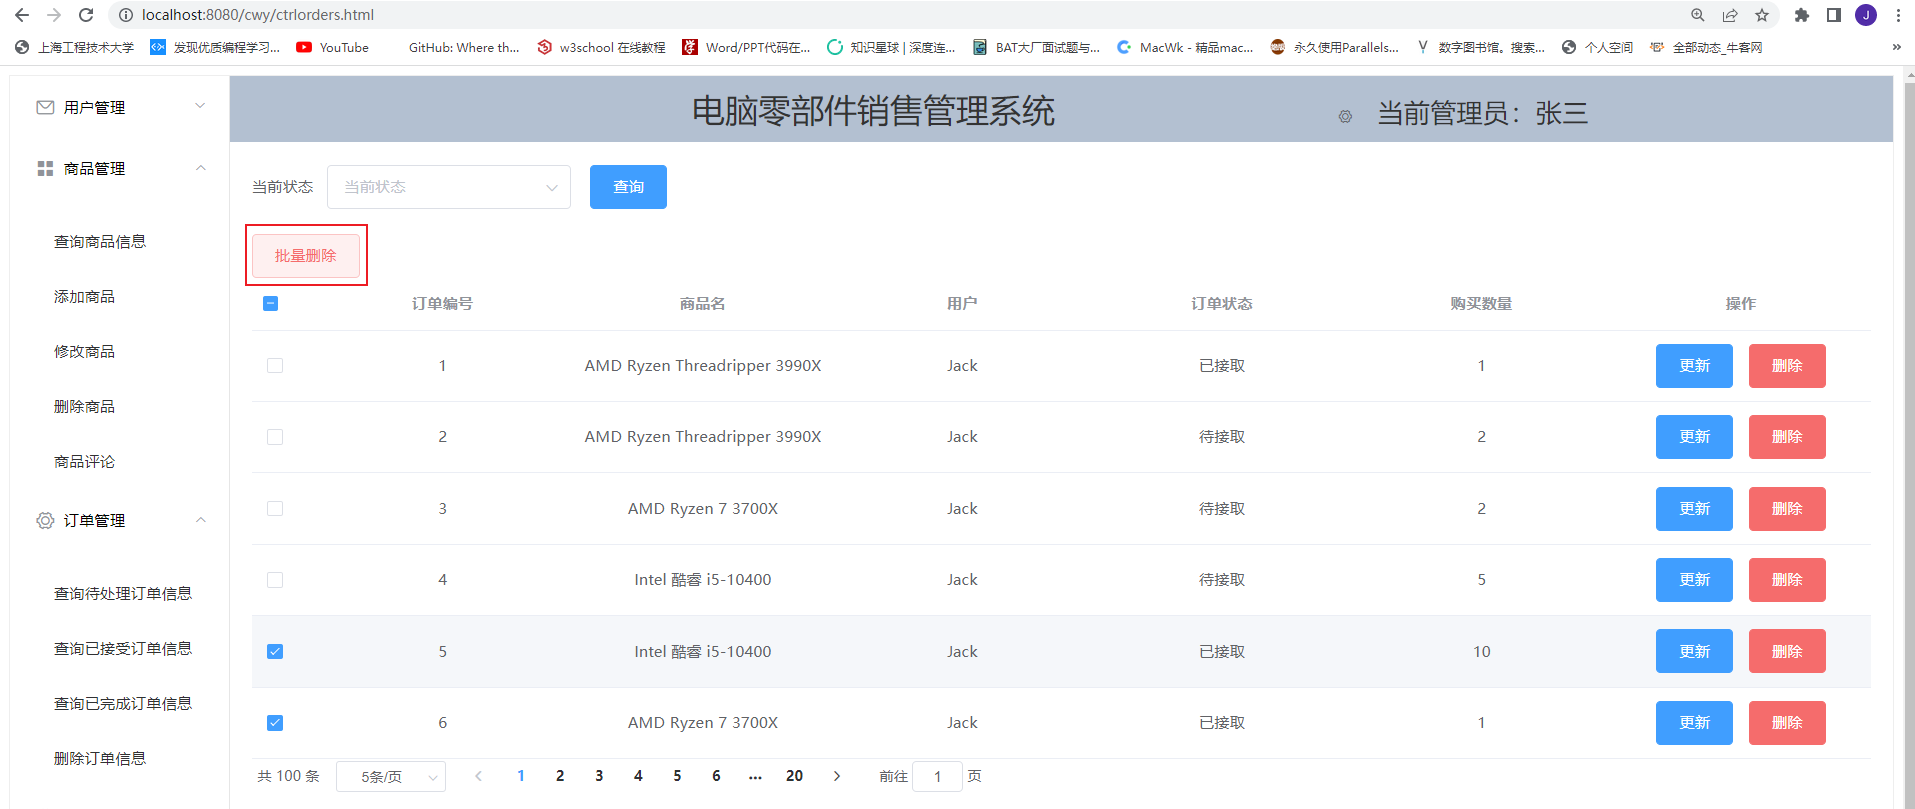 localhost:8080/cwy/ctrlorders.html
J
上海工程技术大学 发现优质编程学习... YouTube GitHub: Where th... w3school 在线教程 Word/PPT代码在... 知识星球 | 深度连... BAT大厂面试题与... MacWk - 精品mac... 永久使用Parallels... 数字图书馆。搜索... 个人空间 全部动态_牛客网 »
用户管理
商品管理
查询商品信息
添加商品
修改商品
删除商品
商品评论
订单管理
查询待处理订单信息
查询已接受订单信息
查询已完成订单信息
删除订单信息
电脑零部件销售管理系统 当前管理员：张三
当前状态 当前状态 查询
批量删除
订单编号 商品名 用户 订单状态 购买数量 操作
1 AMD Ryzen Threadripper 3990X Jack 已接取 1 更新 删除
2 AMD Ryzen Threadripper 3990X Jack 待接取 2 更新 删除
3 AMD Ryzen 7 3700X Jack 待接取 2 更新 删除
4 Intel 酷睿 i5-10400 Jack 待接取 5 更新 删除
5 Intel 酷睿 i5-10400 Jack 已接取 10 更新 删除
6 AMD Ryzen 7 3700X Jack 已接取 1 更新 删除
共 100 条 5条/页 1 2 3 4 5 6 ... 20 前往 1 页